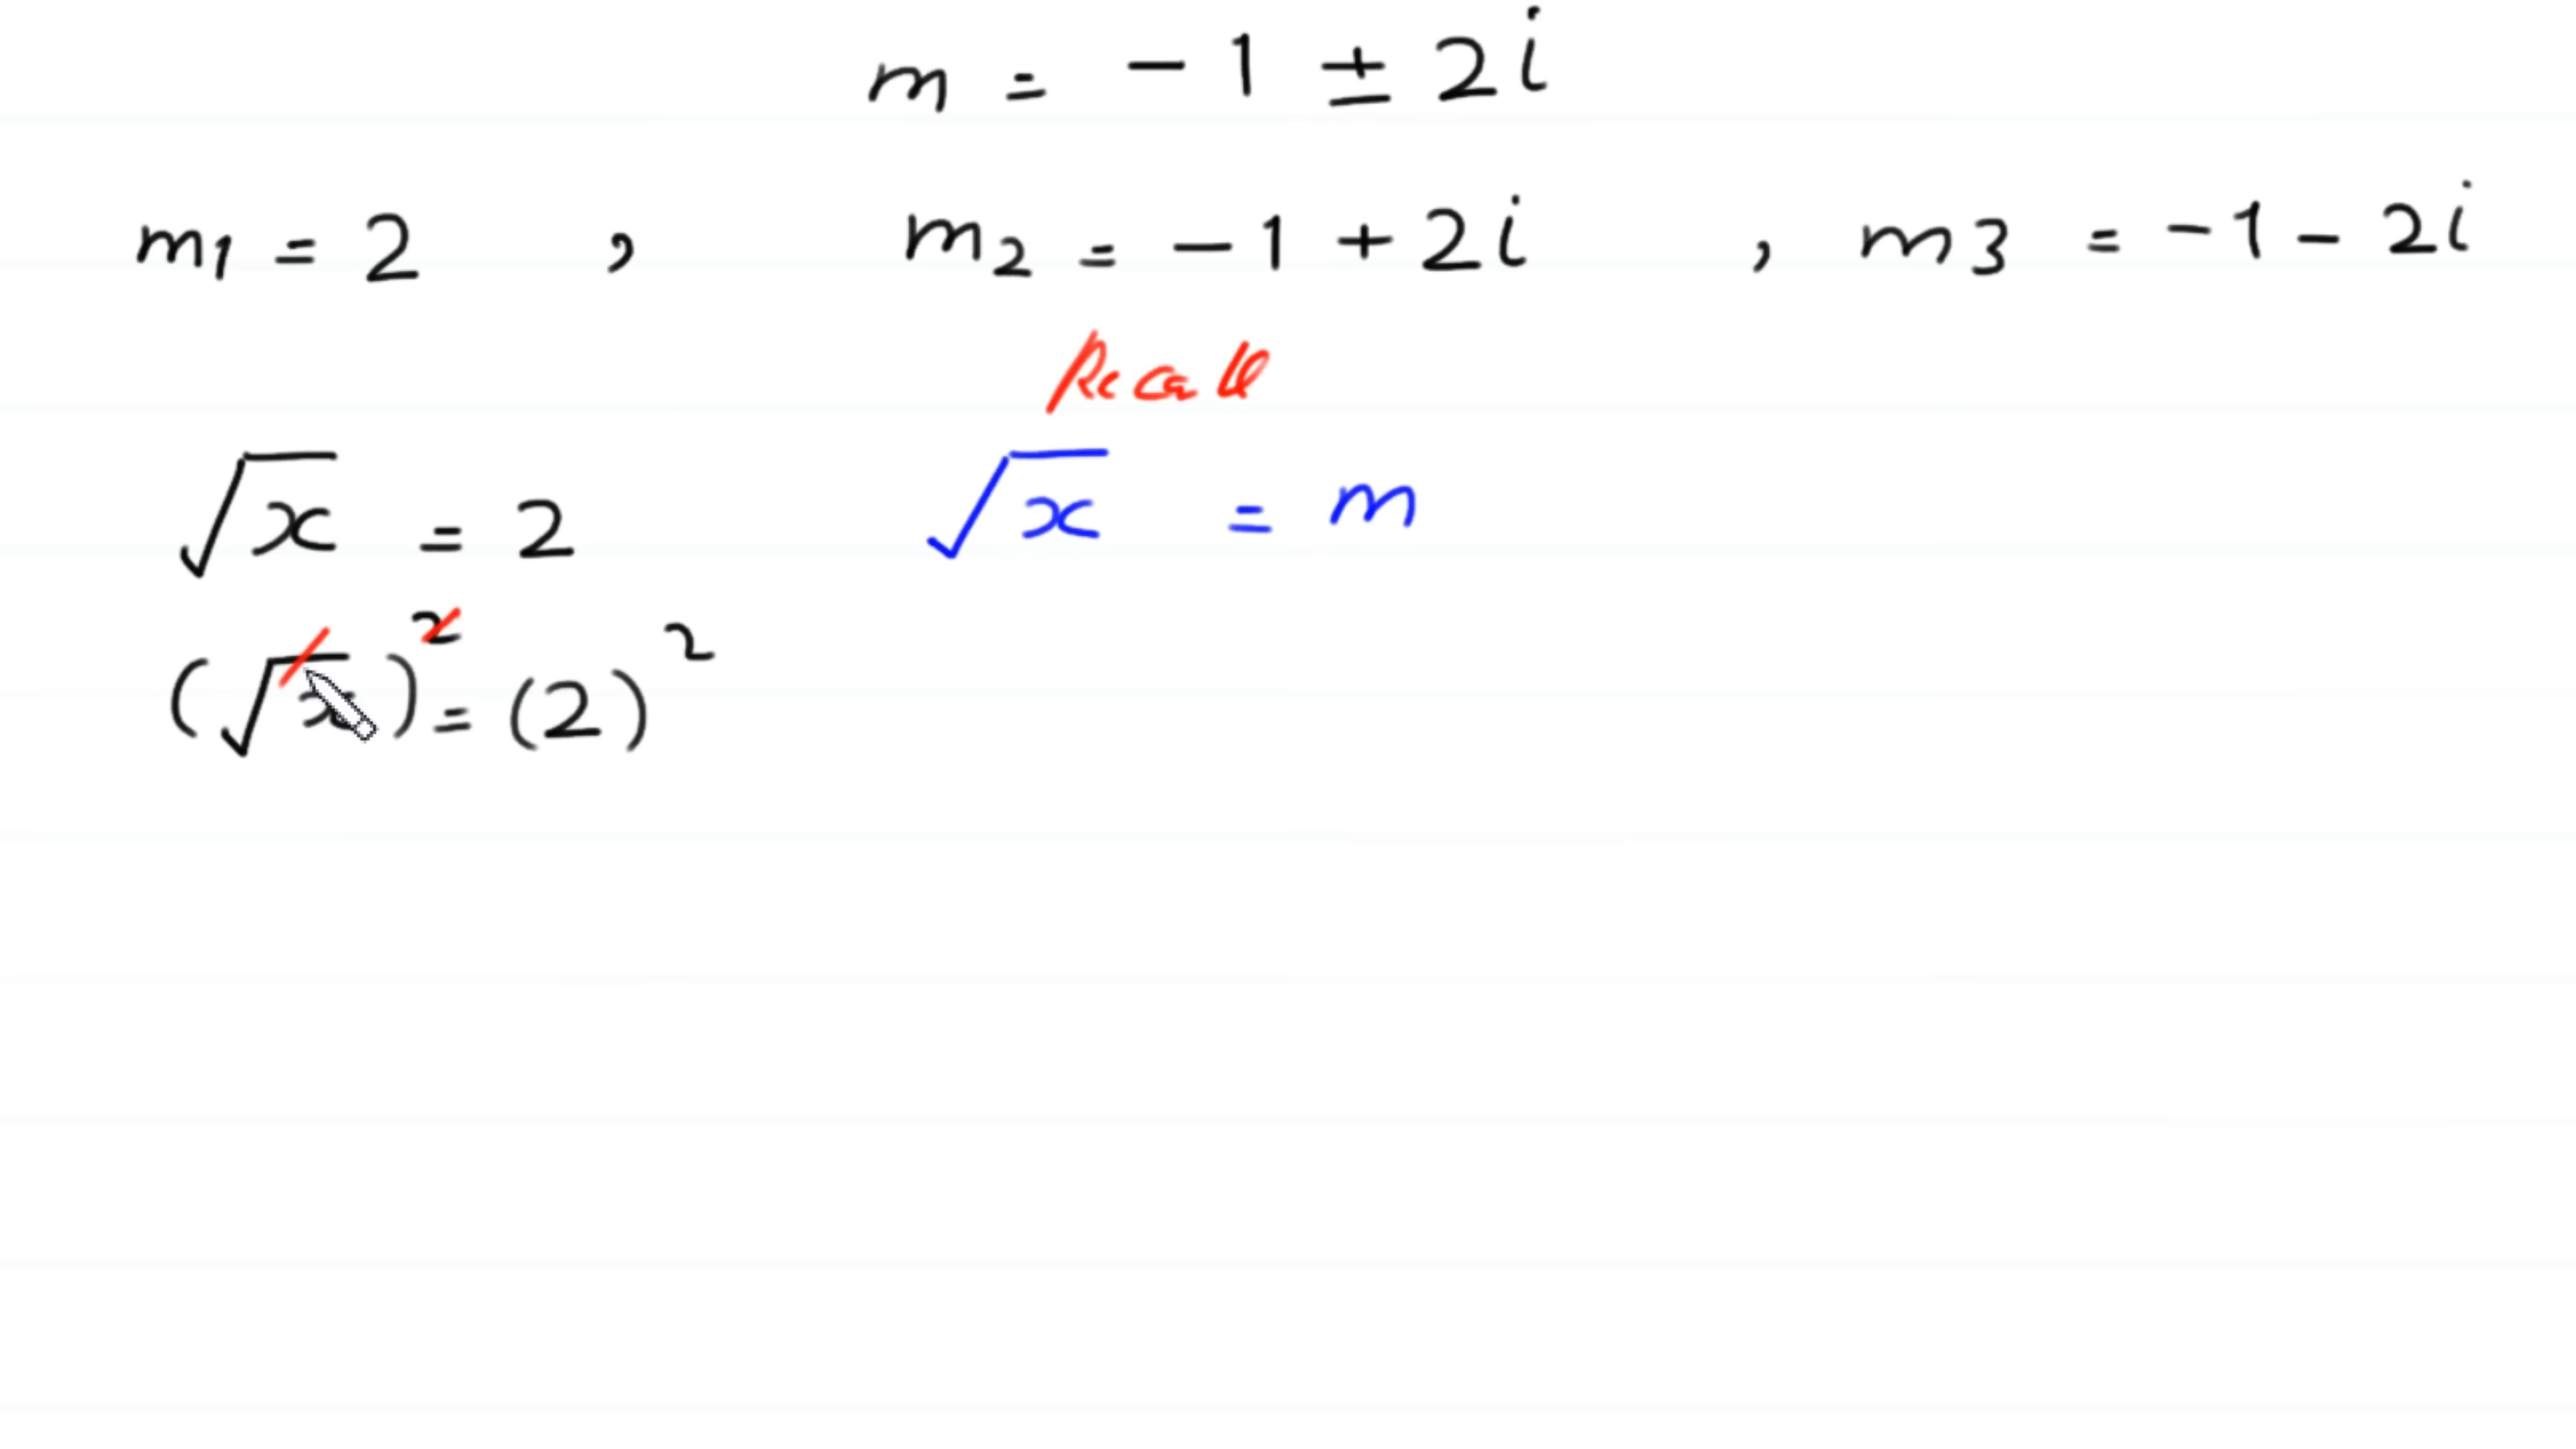 m = - 1 ± 2i
m1 = 2 , m2 = -1 + 2i , m3 = -1 - 2i
Recall
√x = 2 √x = m
(√x)² = (2)²